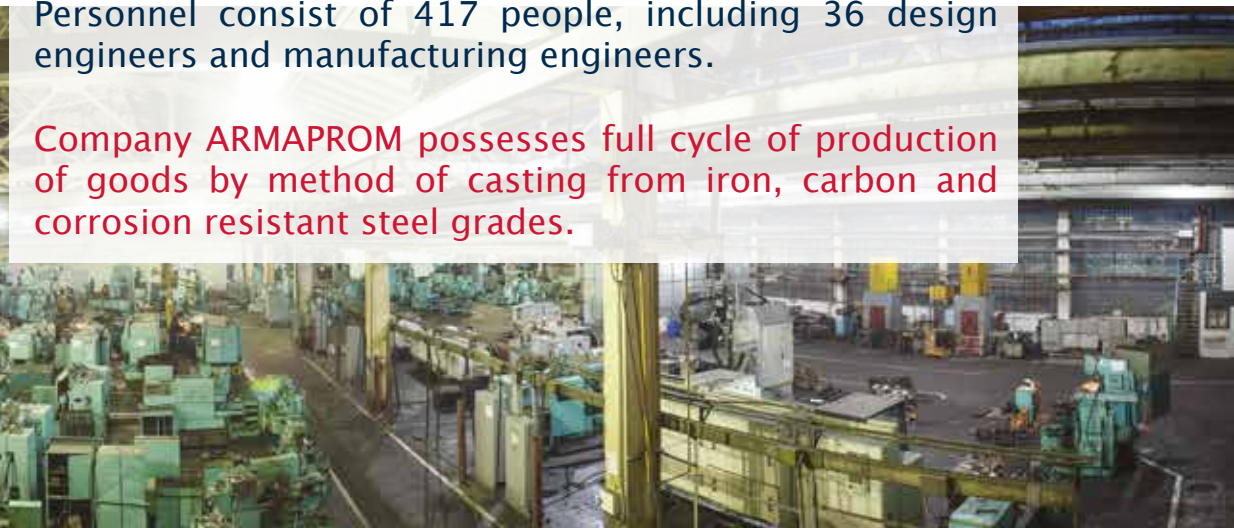 Personnel consist of 417 people, including 36 design
engineers and manufacturing engineers.
Company ARMAPROM possesses full cycle of production
of goods by method of casting from iron, carbon and
corrosion resistant steel grades.